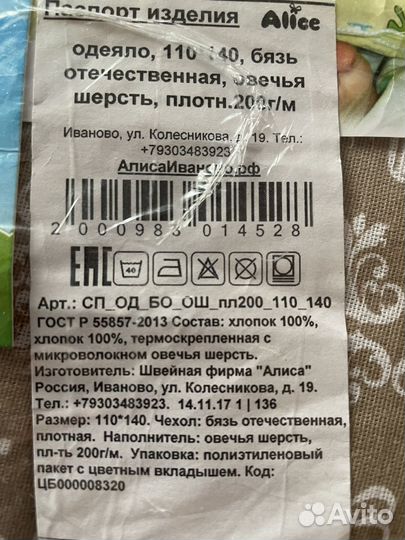 Паспорт изделия Alice
одеяло, 110*140, бязь
отечественная, овечья
шерсть, плотн.200г/м
Иваново, ул. Колесникова, д. 19. Тел.:
+79303483923
АлисаИваново.рф
2 000983 014528
EAC 40
Арт.: СП_ОД_БО_ОШ_пл200_110_140
ГОСТ Р 55857-2013 Состав: хлопок 100%,
хлопок 100%, термоскрепленная с
микроволокном овечья шерсть.
Изготовитель: Швейная фирма "Алиса"
Россия, Иваново, ул. Колесникова, д. 19.
Тел.: +79303483923. 14.11.17 1 | 136
Размер: 110*140. Чехол: бязь отечественная,
плотная. Наполнитель: овечья шерсть,
пл-ть 200г/м. Упаковка: полиэтиленовый
пакет с цветным вкладышем. Код:
ЦБ000008320
Avito